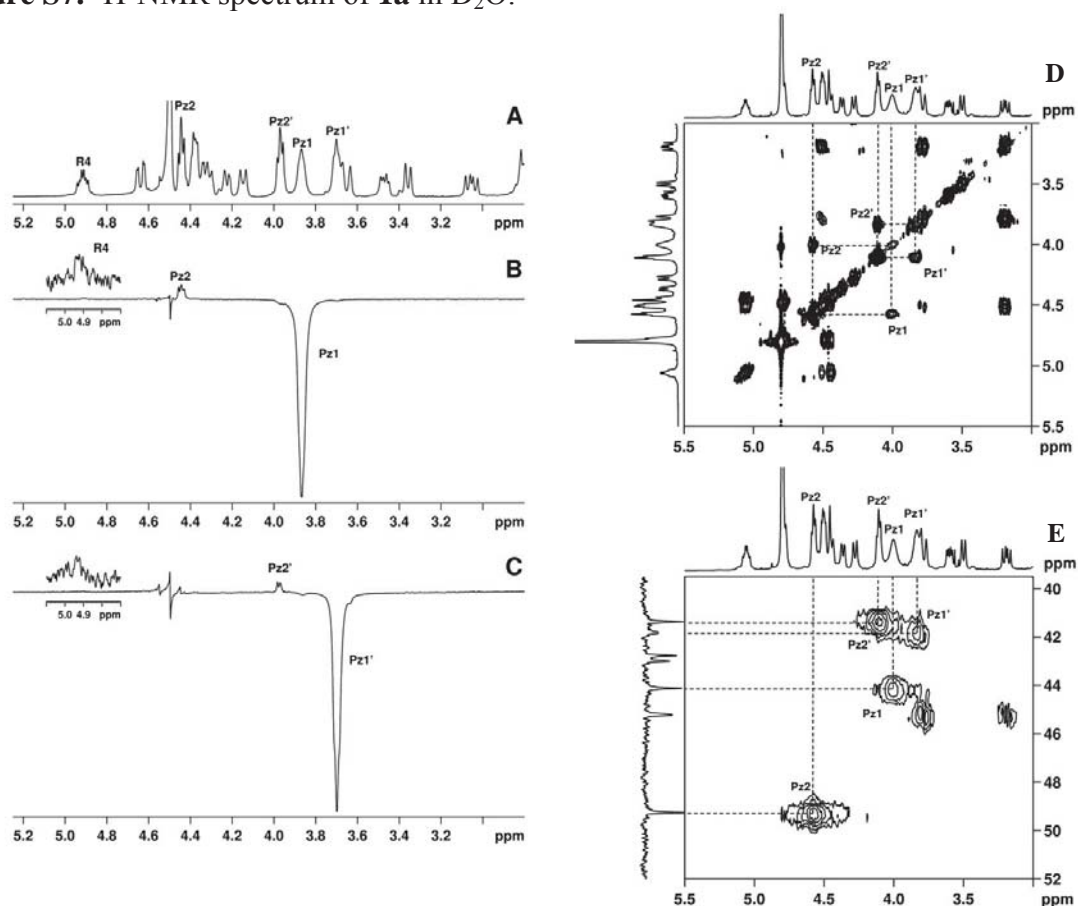 re S7. ¹H NMR spectrum of 1a in D₂O.
A
Pz2
Pz2'
Pz1
Pz1'
R4
5.2 5.0 4.8 4.6 4.4 4.2 4.0 3.8 3.6 3.4 3.2 ppm
B
R4
Pz2
5.0 4.9 ppm
Pz1
5.2 5.0 4.8 4.6 4.4 4.2 4.0 3.8 3.6 3.4 3.2 ppm
C
Pz2'
5.0 4.9 ppm
Pz1'
5.2 5.0 4.8 4.6 4.4 4.2 4.0 3.8 3.6 3.4 3.2 ppm
D
Pz2
Pz2'
Pz1
Pz1'
ppm
3.5
Pz2'
4.0
Pz2
Pz1'
4.5
Pz1
5.0
5.5
5.5 5.0 4.5 4.0 3.5 ppm
E
Pz2
Pz2'
Pz1
Pz1'
ppm
40
Pz1'
42
Pz2'
44
Pz1
46
Pz2
48
50
52
5.5 5.0 4.5 4.0 3.5 ppm